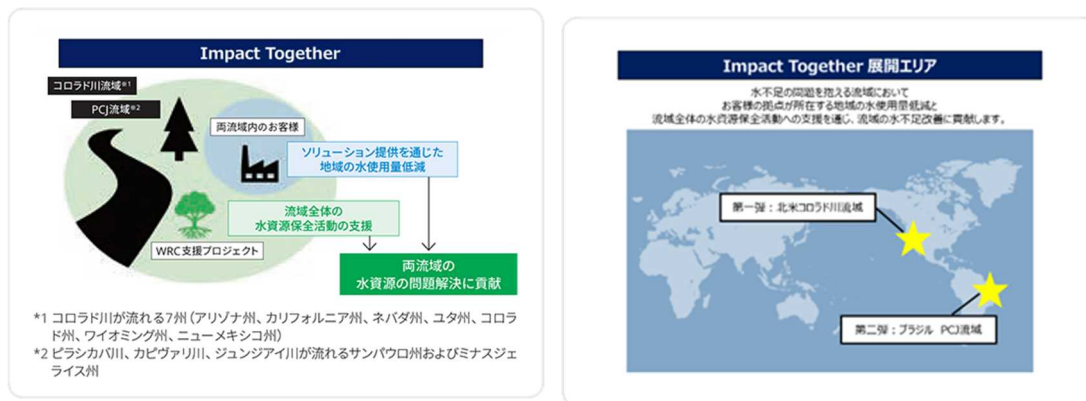 Impact Together
コロラド川流域*1
PCJ流域*2
両流域内のお客様
ソリューション提供を通じた
地域の水使用量低減
流域全体の
水資源保全活動の支援
WRC支援プロジェクト
両流域の
水資源の問題解決に貢献
*1 コロラド川が流れる7州（アリゾナ州、カリフォルニア州、ネバダ州、ユタ州、コロラ
ド州、ワイオミング州、ニューメキシコ州）
*2 ピラシカバ川、カピヴァリ川、ジュンジアイ川が流れるサンパウロ州およびミナスジェ
ライス州
Impact Together 展開エリア
水不足の問題を抱える流域において
お客様の拠点が所在する地域の水使用量低減と
流域全体の水資源保全活動への支援を通じ、流域の水不足改善に貢献します。
第一弾：北米コロラド川流域
第二弾：ブラジル PCJ流域